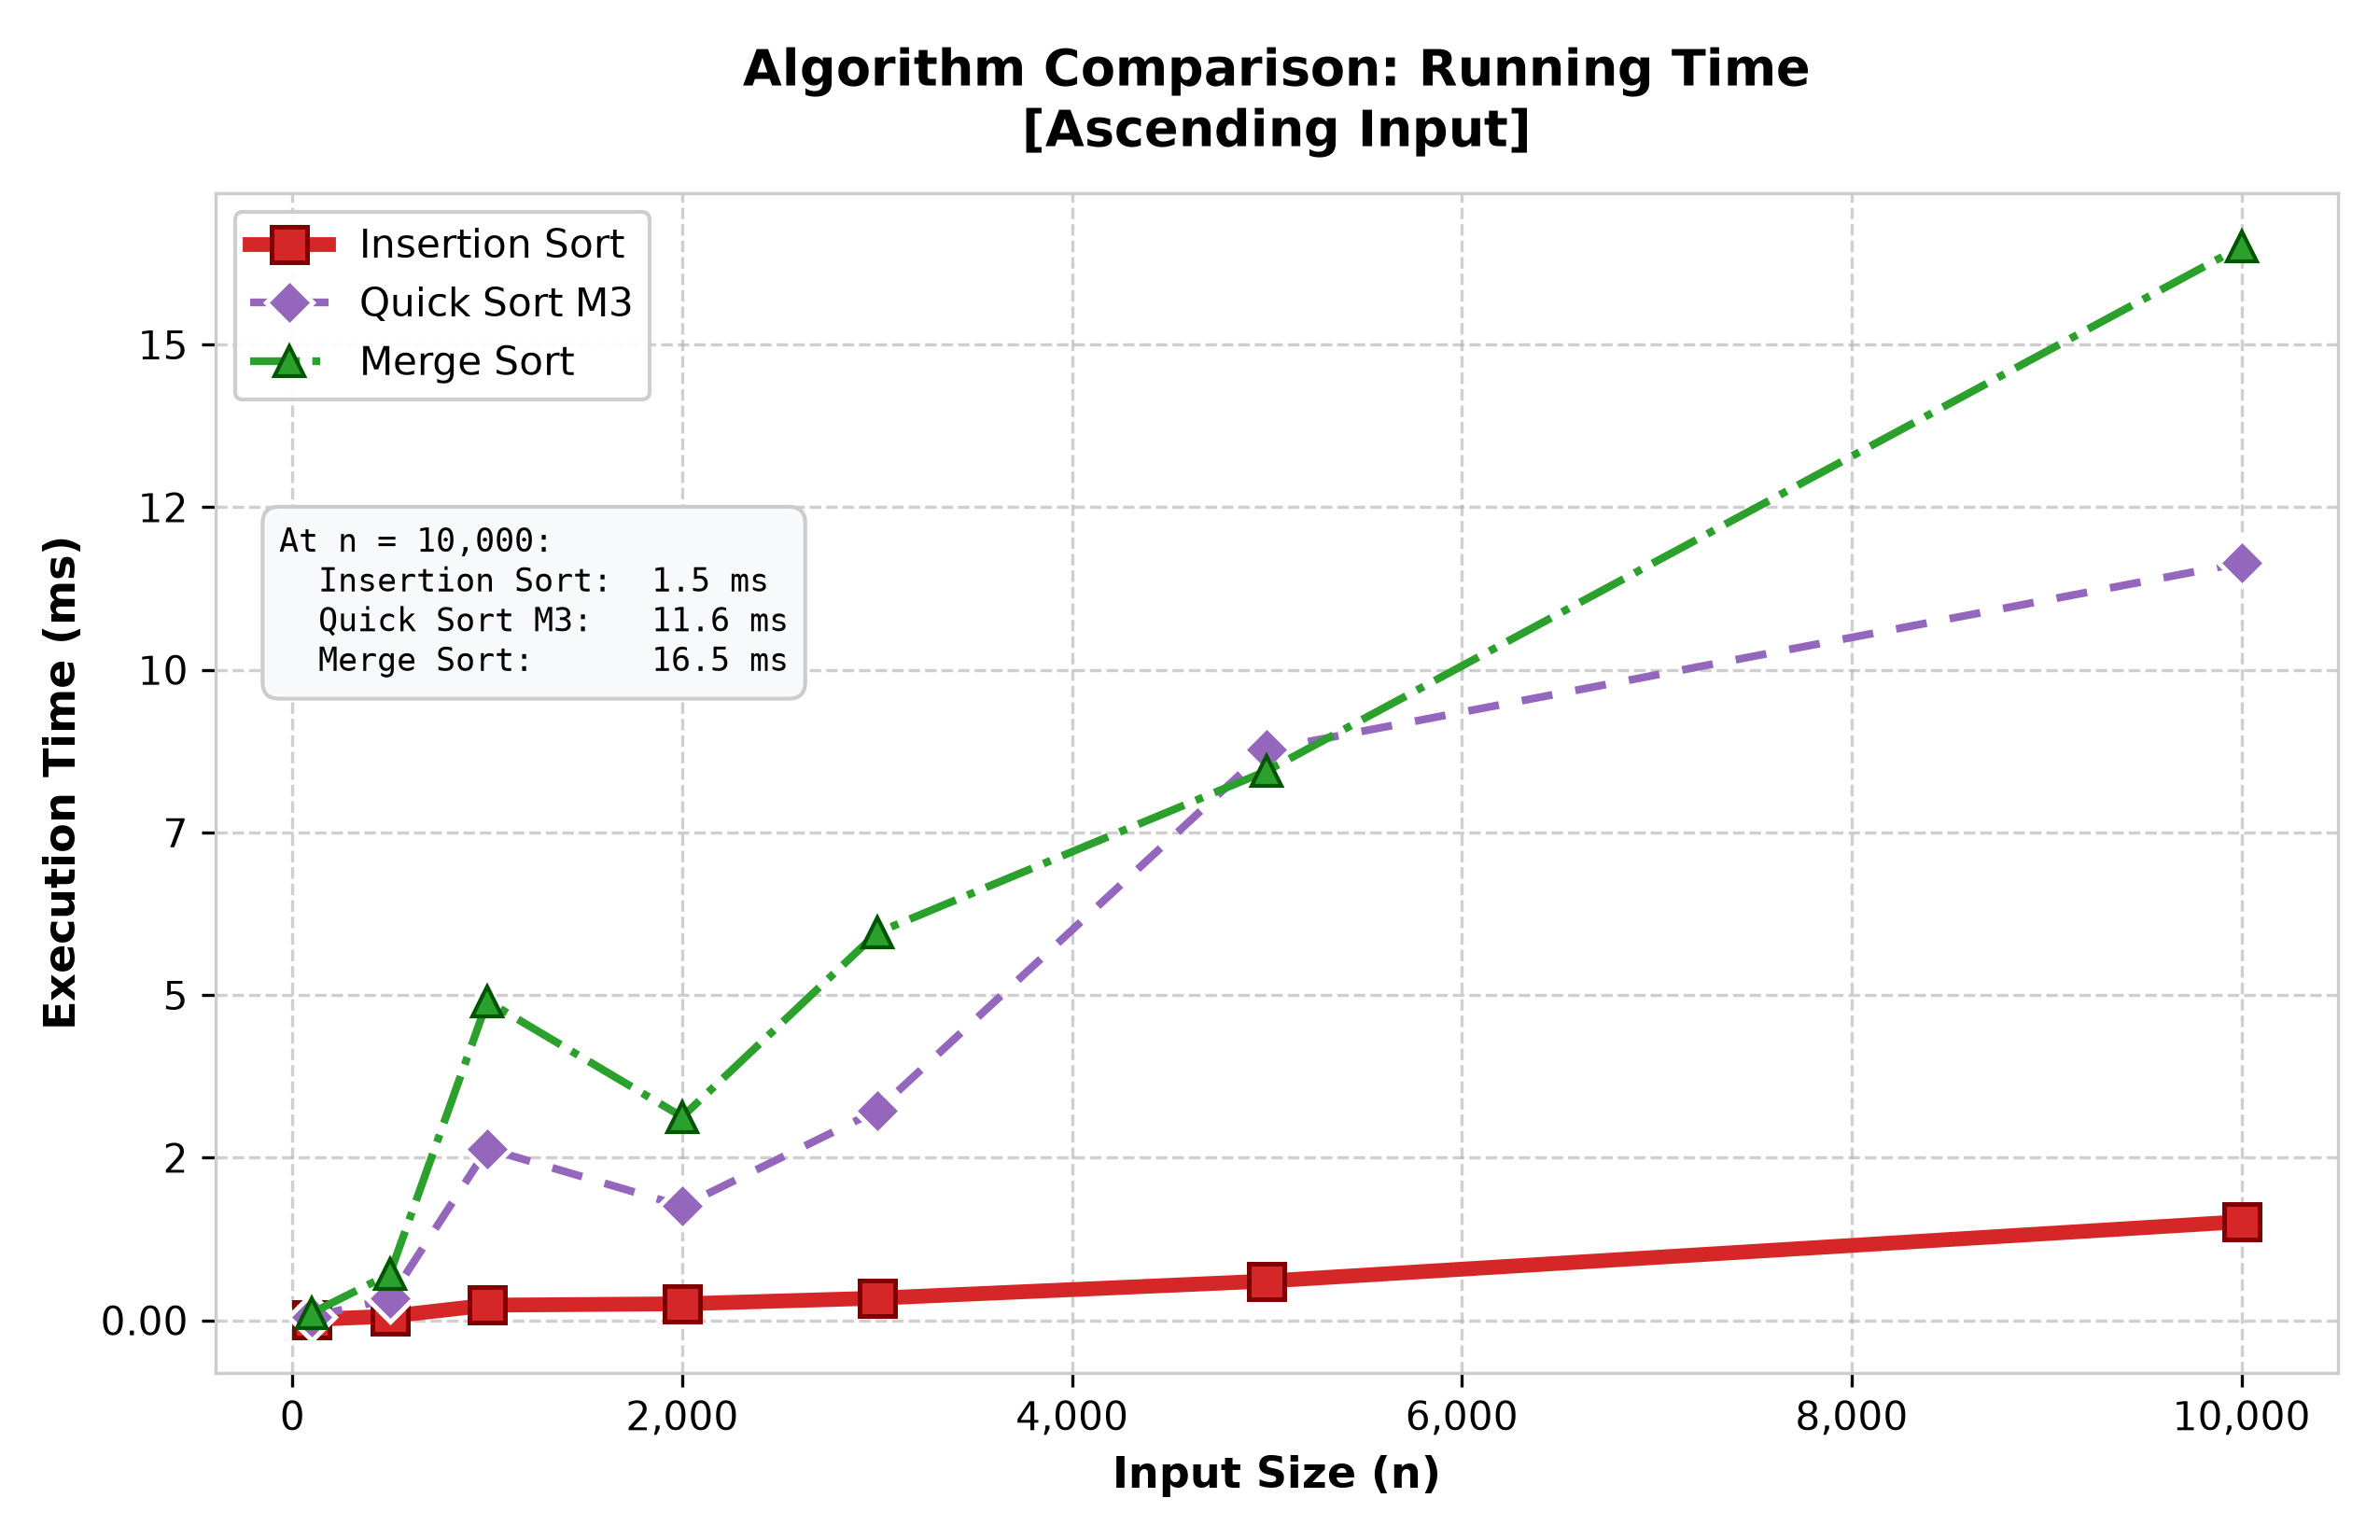 Algorithm Comparison: Running Time
[Ascending Input]
Insertion Sort
Quick Sort M3
Merge Sort
At n = 10,000:
Insertion Sort: 1.5 ms
Quick Sort M3: 11.6 ms
Merge Sort: 16.5 ms
Execution Time (ms)
15
12
10
7
5
2
0.00
0 2,000 4,000 6,000 8,000 10,000
Input Size (n)